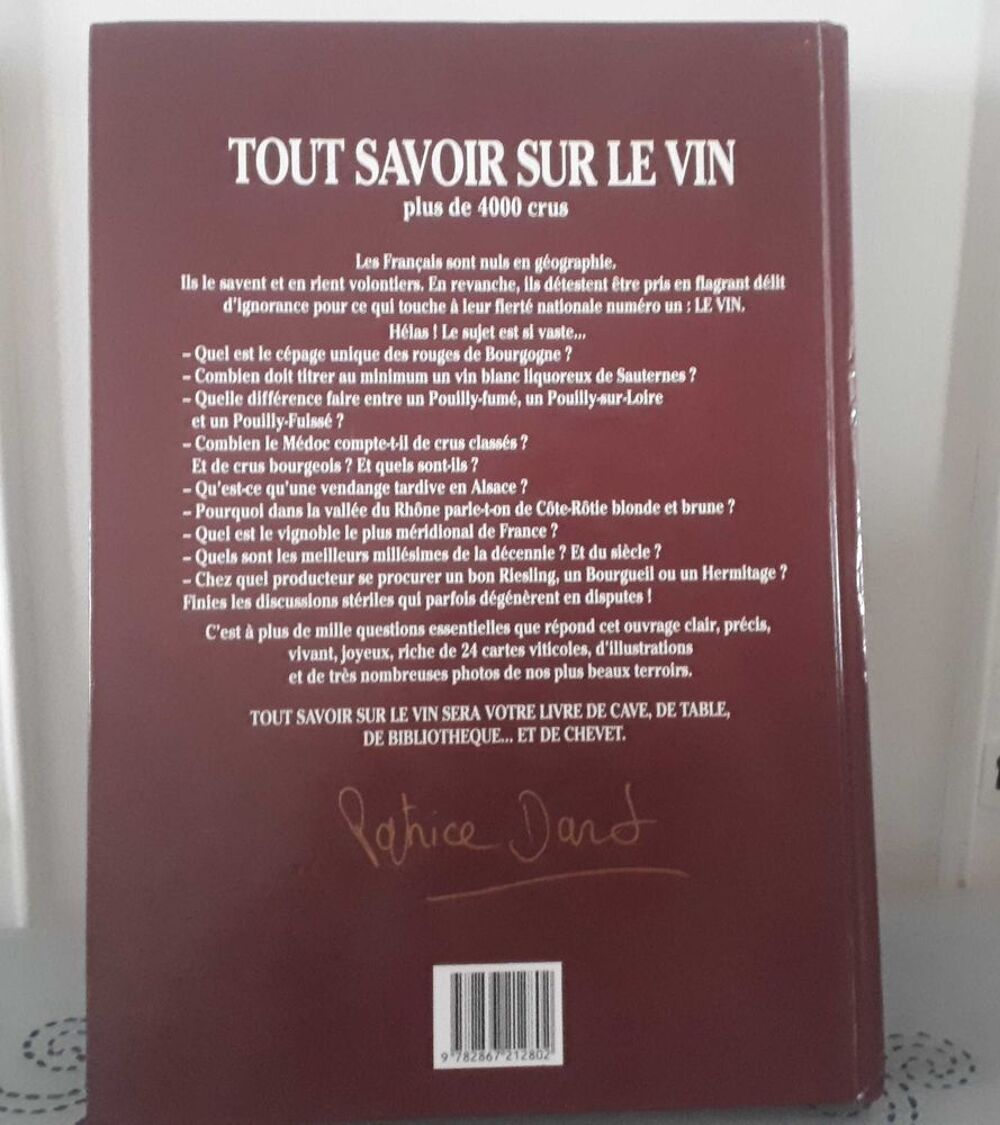 TOUT SAVOIR SUR LE VIN
plus de 4000 crus
Les Français sont nuls en géographie.
Ils le savent et en rient volontiers. En revanche, ils détestent être pris en flagrant délit
d'ignorance pour ce qui touche à leur fierté nationale numéro un : LE VIN.
Hélas ! Le sujet est si vaste...
– Quel est le cépage unique des rouges de Bourgogne ?
– Combien doit titrer au minimum un vin blanc liquoreux de Sauternes ?
– Quelle différence faire entre un Pouilly-fumé, un Pouilly-sur-Loire
et un Pouilly-Fuissé ?
– Combien le Médoc compte-t-il de crus classés ?
Et de crus bourgeois ? Et quels sont-ils ?
– Qu'est-ce qu'une vendange tardive en Alsace ?
– Pourquoi dans la vallée du Rhône parle-t-on de Côte-Rôtie blonde et brune ?
– Quel est le vignoble le plus méridional de France ?
– Quels sont les meilleurs millésimes de la décennie ? Et du siècle ?
– Chez quel producteur se procurer un bon Riesling, un Bourgueil ou un Hermitage ?
Finies les discussions stériles qui parfois dégénèrent en disputes !
C'est à plus de mille questions essentielles que répond cet ouvrage clair, précis,
vivant, joyeux, riche de 24 cartes viticoles, d'illustrations
et de très nombreuses photos de nos plus beaux terroirs.
TOUT SAVOIR SUR LE VIN SERA VOTRE LIVRE DE CAVE, DE TABLE,
DE BIBLIOTHEQUE... ET DE CHEVET.
Patrice Dard
9 782867 212802